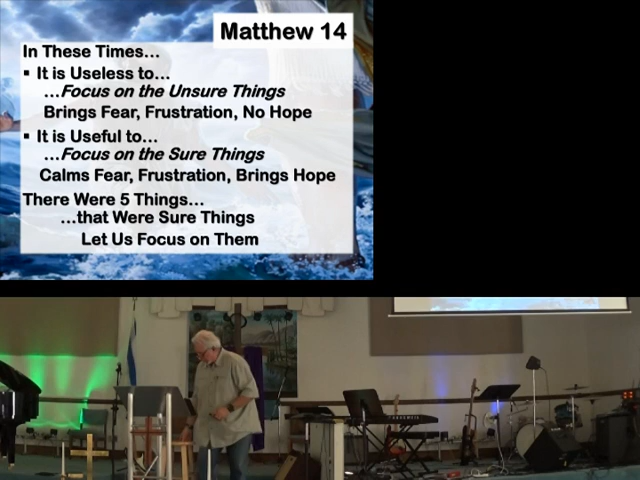 Matthew 14
In These Times...
▪ It is Useless to...
...Focus on the Unsure Things
Brings Fear, Frustration, No Hope
▪ It is Useful to...
...Focus on the Sure Things
Calms Fear, Frustration, Brings Hope
There Were 5 Things...
...that Were Sure Things
Let Us Focus on Them